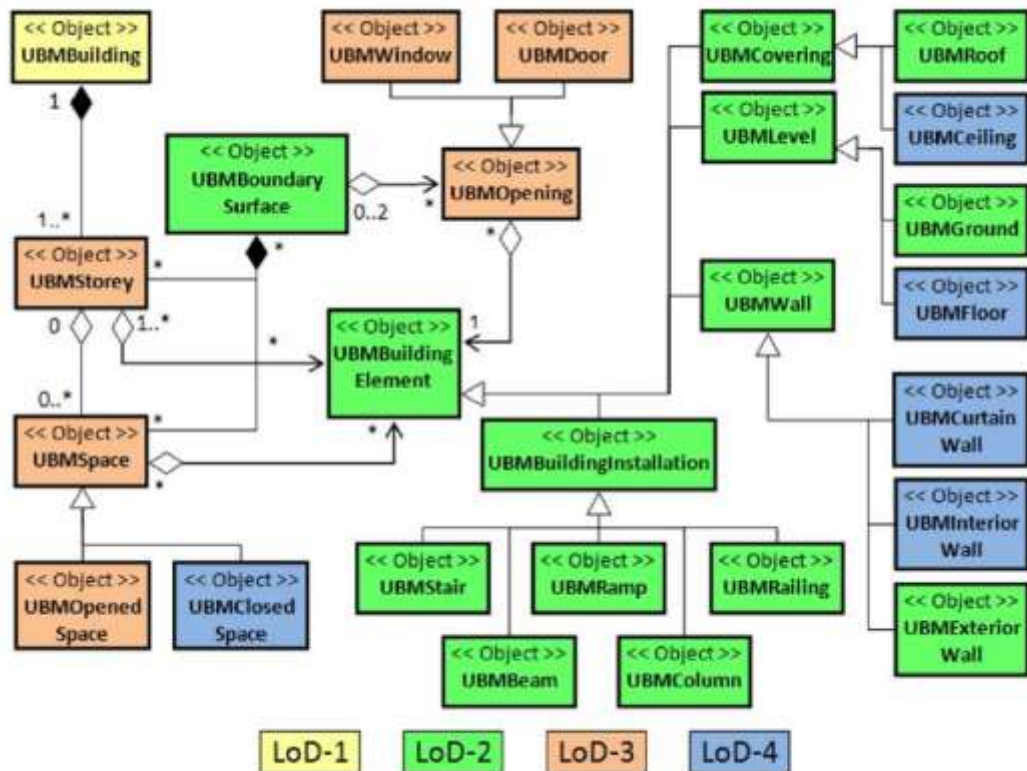 << Object >>
UBMBuilding
<< Object >>
UBMWindow
<< Object >>
UBMDoor
<< Object >>
UBMCovering
<< Object >>
UBMRoof
<< Object >>
UBMCeiling
<< Object >>
UBMLevel
1
<< Object >>
UBMBoundary
Surface
0..2
*
<< Object >>
UBMOpening
*
<< Object >>
UBMGround
1..*
*
*
<< Object >>
UBMStorey
<< Object >>
UBMWall
<< Object >>
UBMFloor
0
1..*
*
1
<< Object >>
UBMBuilding
Element
0..*
*
*
<< Object >>
UBMSpace
*
<< Object >>
UBMCurtain
Wall
<< Object >>
UBMBuildingInstallation
<< Object >>
UBMInterior
Wall
<< Object >>
UBMOpened
Space
<< Object >>
UBMClosed
Space
<< Object >>
UBMStair
<< Object >>
UBMRamp
<< Object >>
UBMRailing
<< Object >>
UBMExterior
Wall
<< Object >>
UBMBeam
<< Object >>
UBMColumn
LoD-1
LoD-2
LoD-3
LoD-4